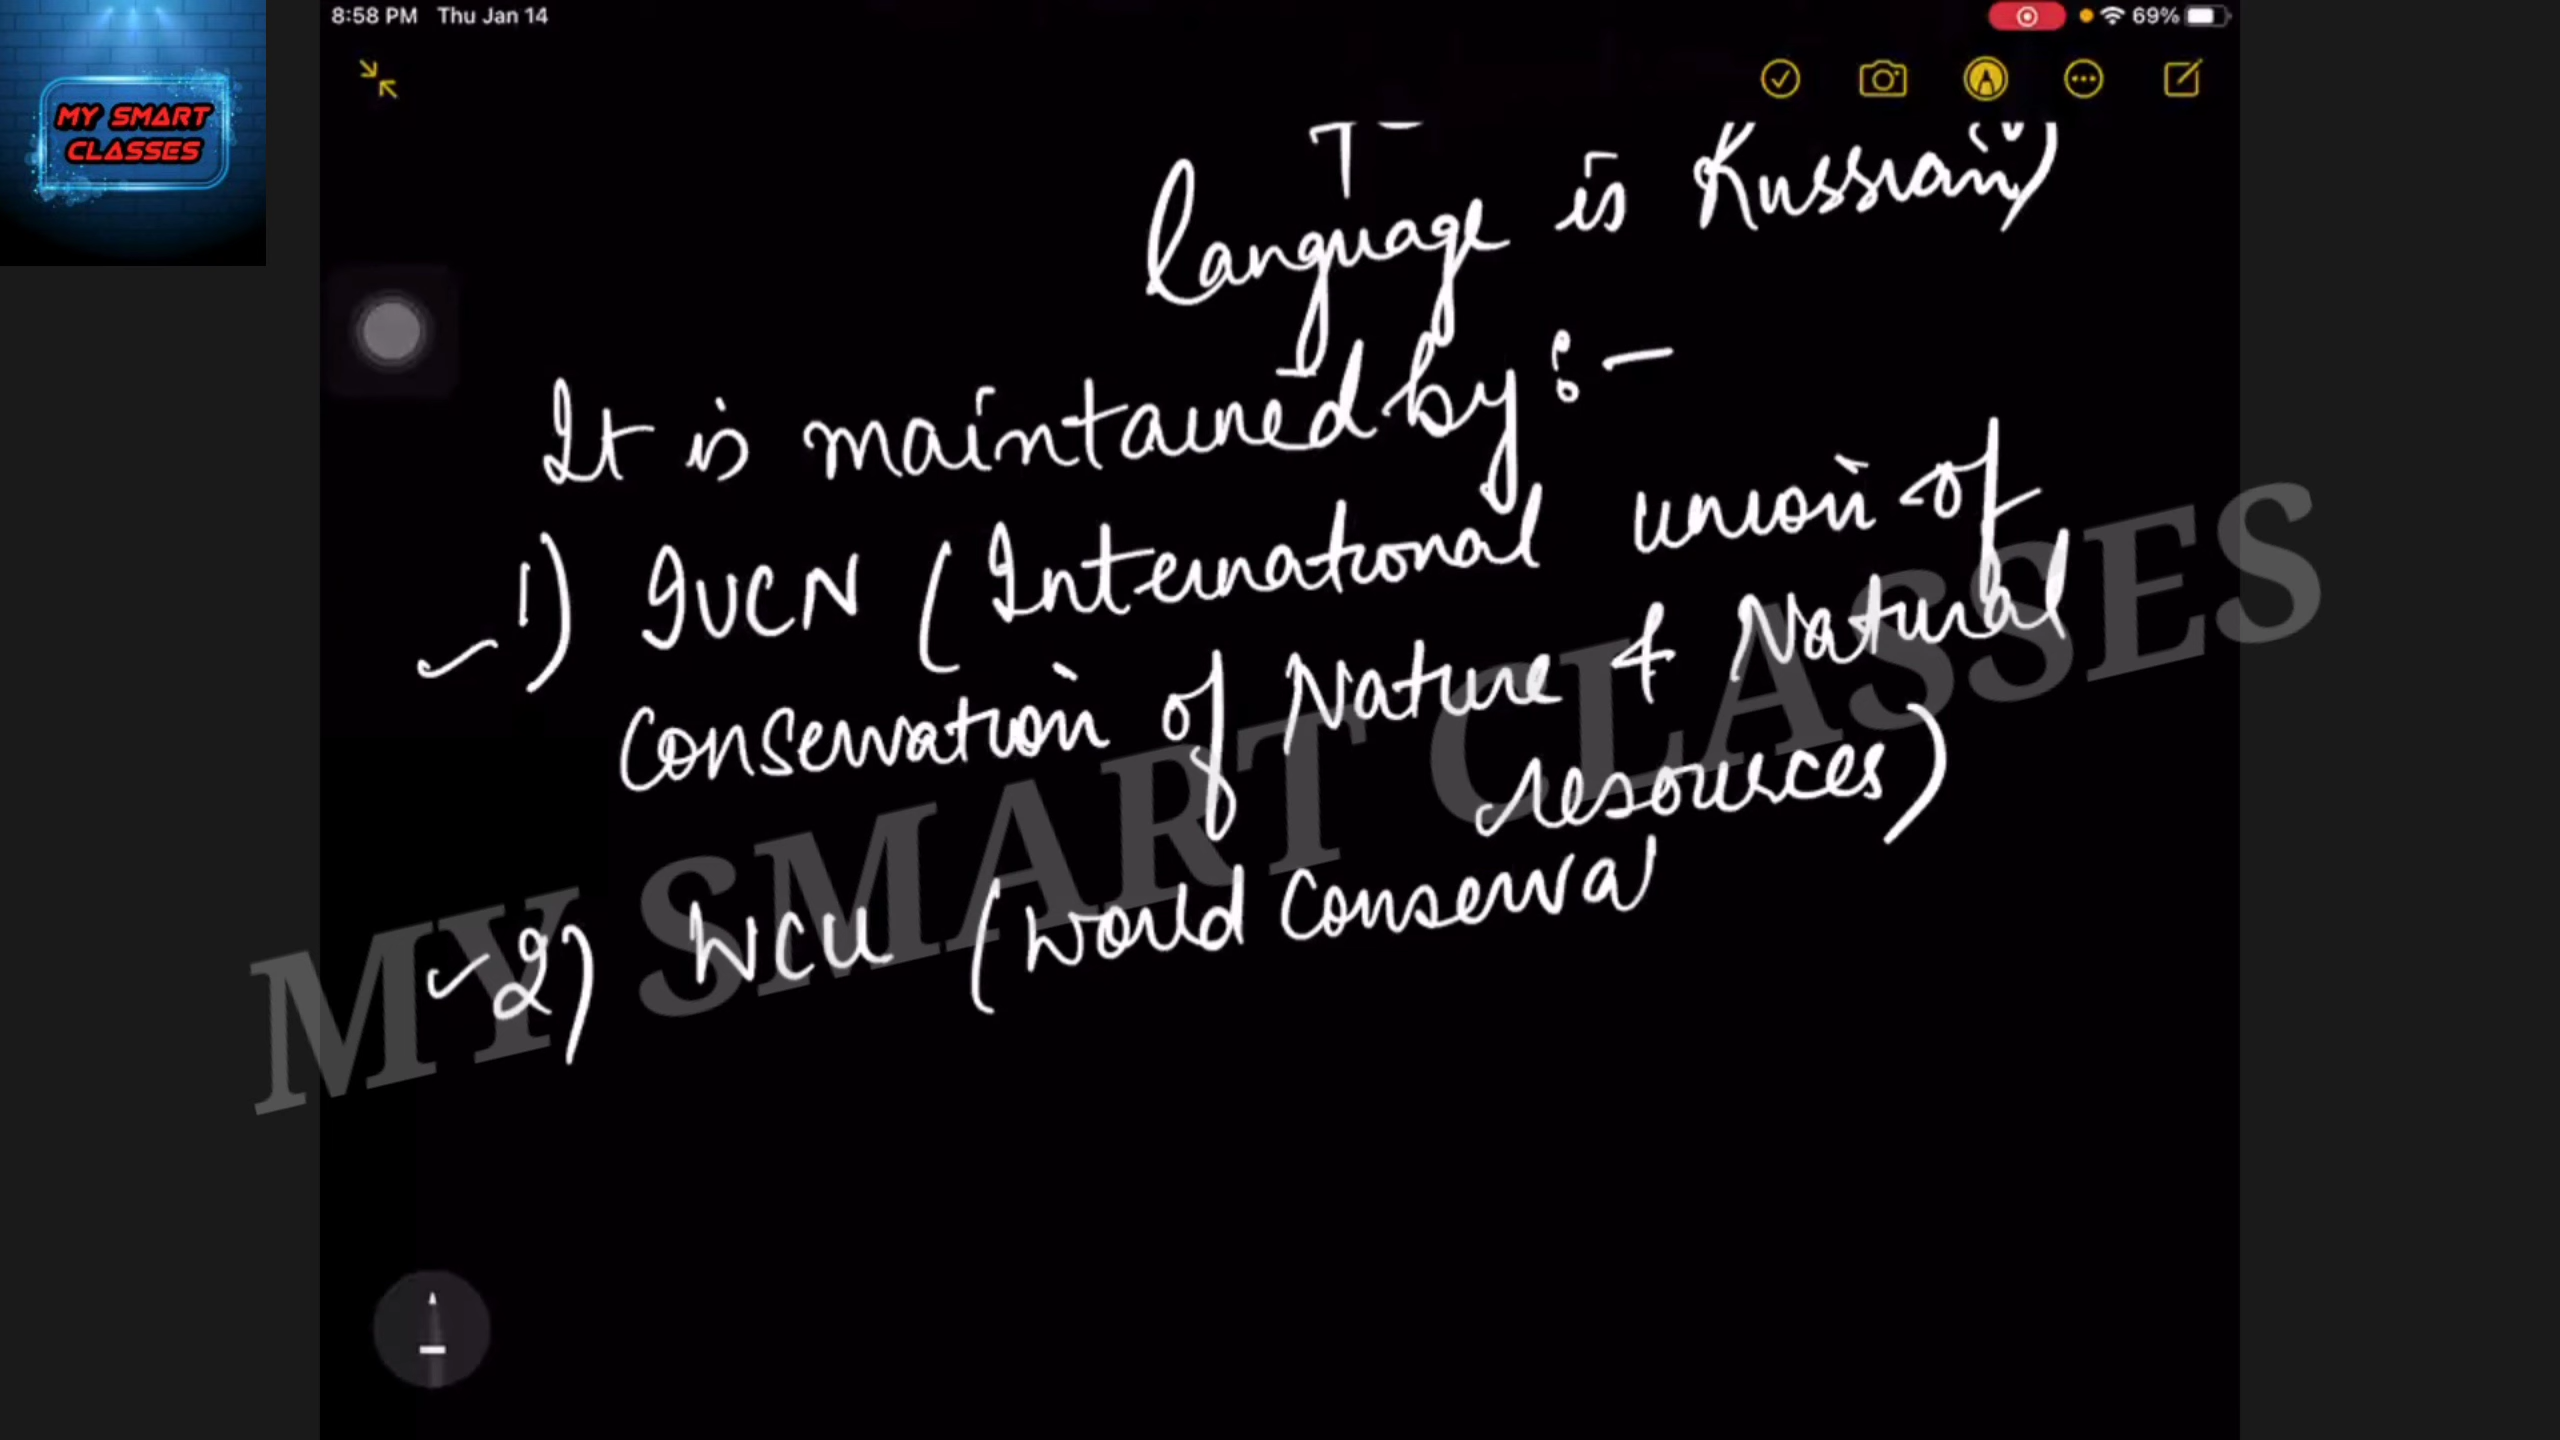 8:58 PM Thu Jan 14
69%
MY SMART
CLASSES
language is Russian)
It is maintained by :-
1) IUCN (International union of
Conservation of Nature & Natural
resources)
2) WCU (World Conserva
MY SMART CLASSES